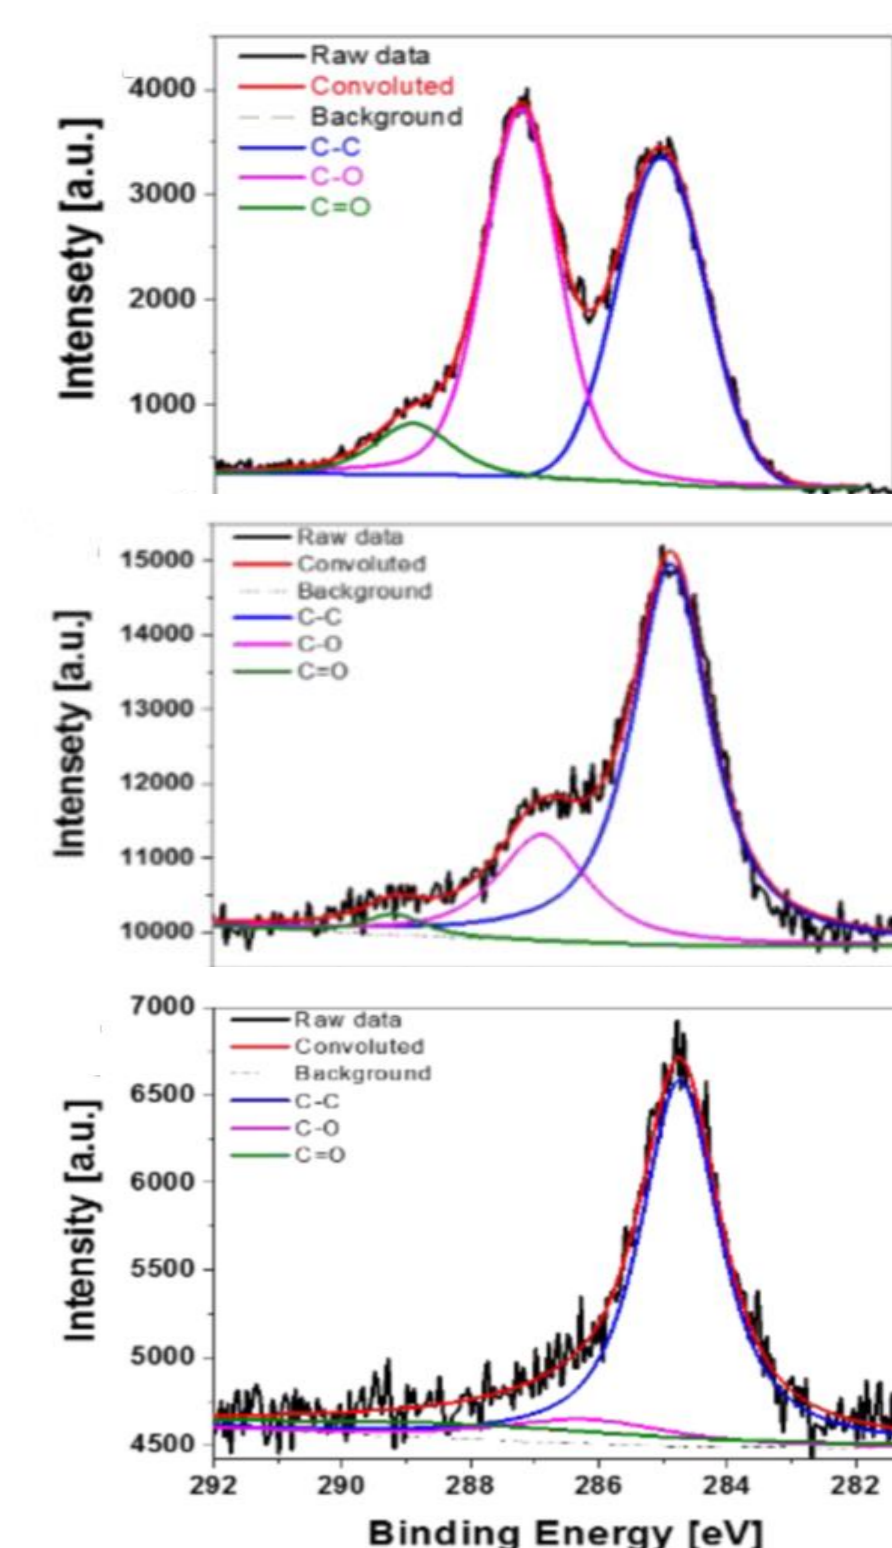 Intensety [a.u.]
4000
3000
2000
1000
Raw data
Convoluted
Background
C-C
C-O
C=O
Intensety [a.u.]
15000
14000
13000
12000
11000
10000
Raw data
Convoluted
Background
C-C
C-O
C=O
Intensity [a.u.]
7000
6500
6000
5500
5000
4500
Raw data
Convoluted
Background
C-C
C-O
C=O
292 290 288 286 284 282
Binding Energy [eV]